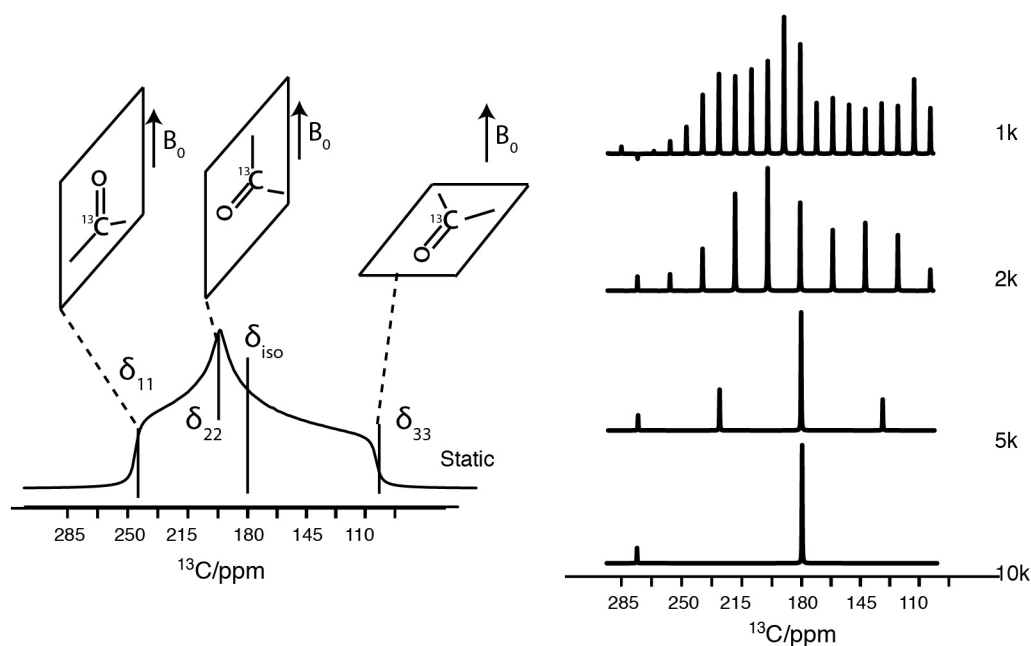 B₀
O
¹³C
B₀
¹³C
O
B₀
¹³C
O
δ₁₁
δ₂₂
δiso
δ₃₃
Static
285 250 215 180 145 110
¹³C/ppm
1k
2k
5k
10k
285 250 215 180 145 110
¹³C/ppm